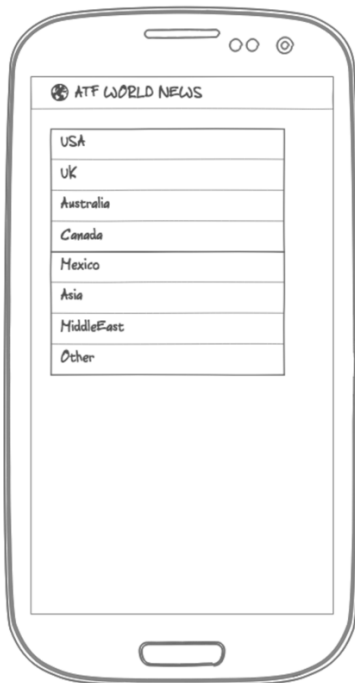 ATF WORLD NEWS
USA
UK
Australia
Canada
Mexico
Asia
MiddleEast
Other